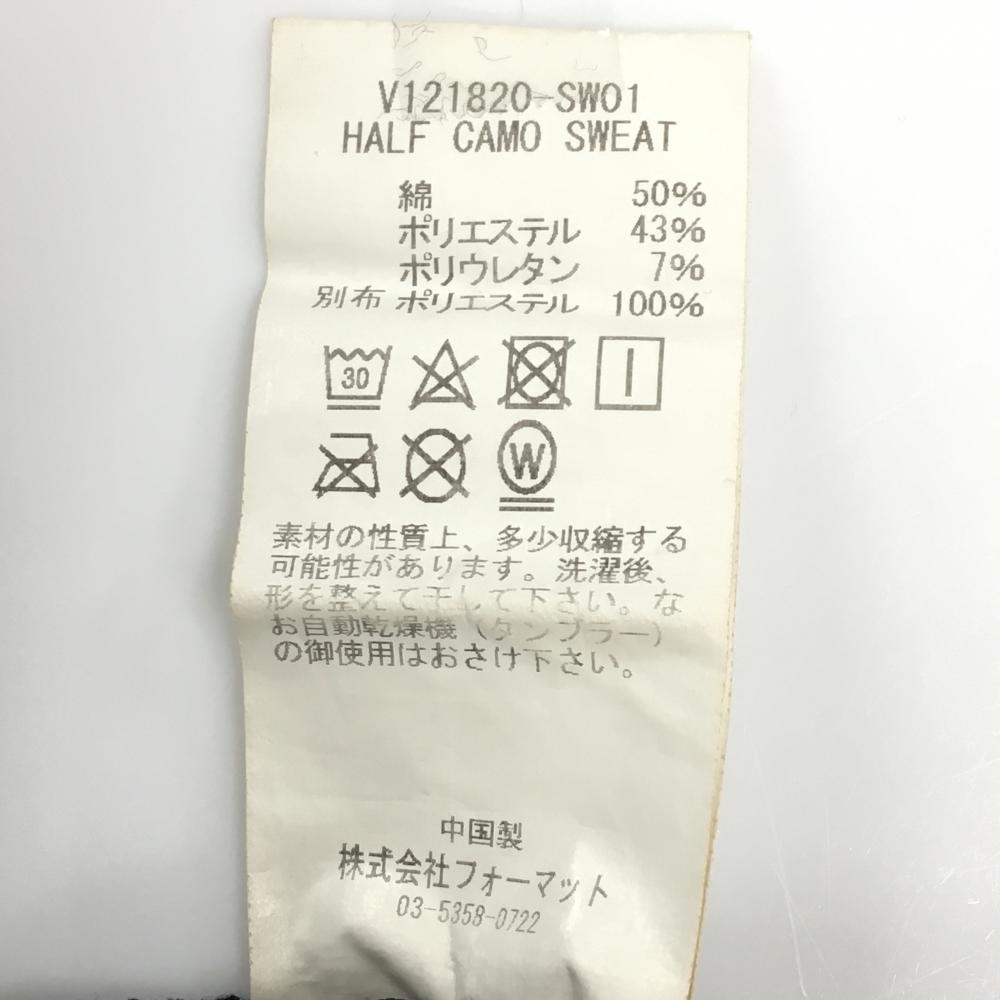 V121820-SW01
HALF CAMO SWEAT
綿 50%
ポリエステル 43%
ポリウレタン 7%
別布 ポリエステル 100%
30
W
素材の性質上、多少収縮する
可能性があります。洗濯後、
形を整えて干して下さい。な
お自動乾燥機(タンブラー)
の御使用はおさけ下さい。
中国製
株式会社フォーマット
03-5358-0722